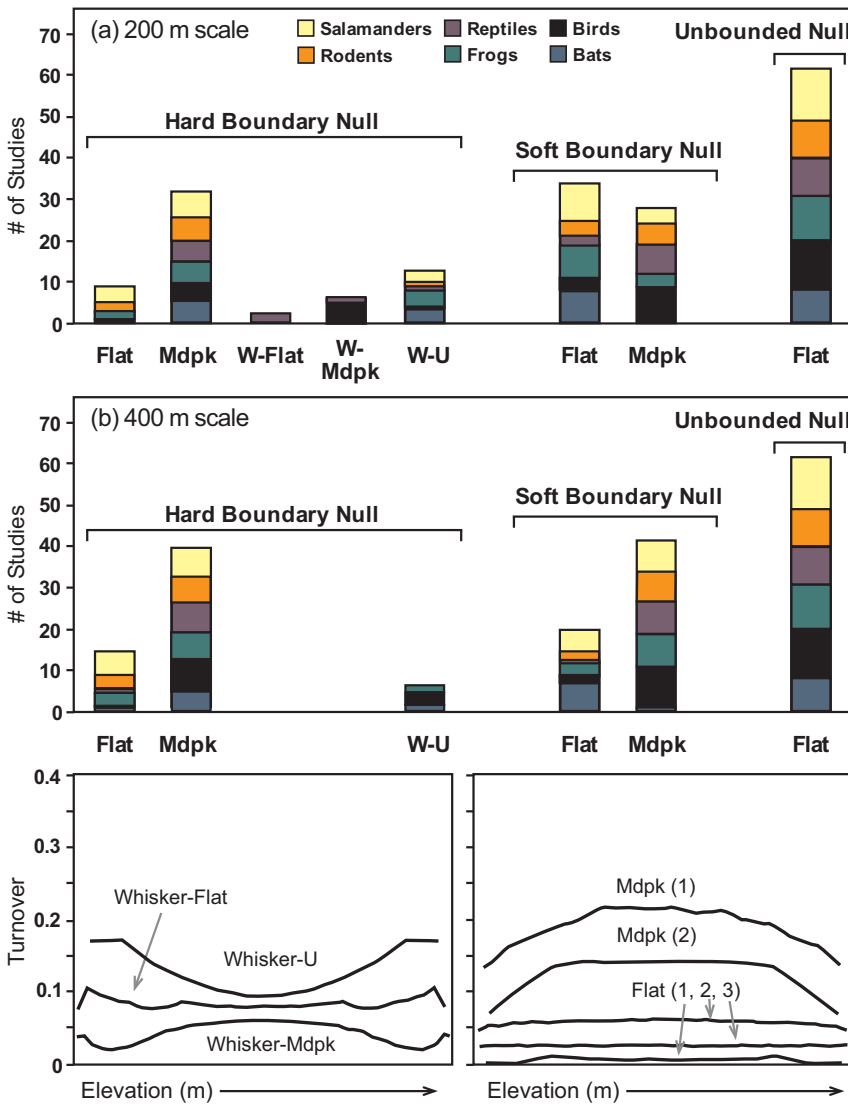 (a) 200 m scale
Salamanders Reptiles Birds
Rodents Frogs Bats
Unbounded Null
Hard Boundary Null
Soft Boundary Null
# of Studies
70
60
50
40
30
20
10
0
Flat Mdpk W-Flat W-Mdpk W-U Flat Mdpk Flat
(b) 400 m scale
Unbounded Null
Hard Boundary Null
Soft Boundary Null
# of Studies
70
60
50
40
30
20
10
0
Flat Mdpk W-U Flat Mdpk Flat
Turnover
0.4
0.3
0.2
0.1
0
Whisker-Flat
Whisker-U
Whisker-Mdpk
Elevation (m)
Mdpk (1)
Mdpk (2)
Flat (1, 2, 3)
Elevation (m)